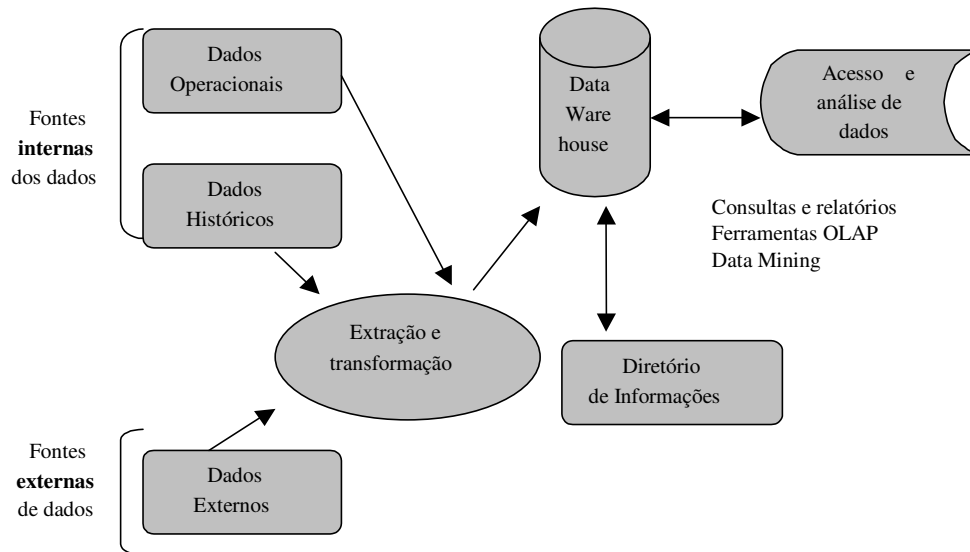 Fontes
internas
dos dados
Dados
Operacionais
Dados
Históricos
Data
Ware
house
Acesso e
análise de
dados
Consultas e relatórios
Ferramentas OLAP
Data Mining
Extração e
transformação
Diretório
de Informações
Fontes
externas
de dados
Dados
Externos